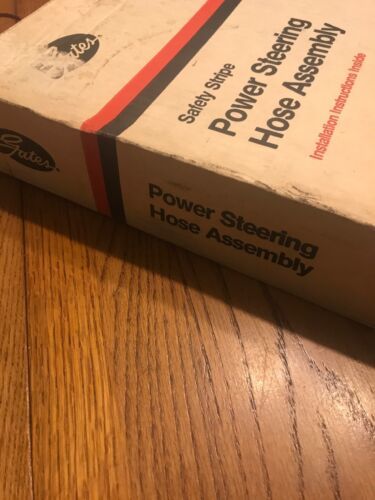 Gates
Safety Stripe
Power Steering
Hose Assembly
Installation Instructions Inside
Gates
Power Steering
Hose Assembly